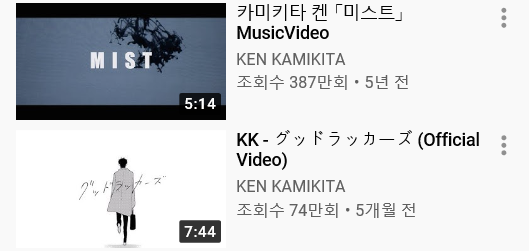 카미키타 켄 「미스트」
MusicVideo
MIST
KEN KAMIKITA
조회수 387만회 • 5년 전
5:14
KK - グッドラッカーズ (Official
Video)
グッドラッカーズ
KEN KAMIKITA
조회수 74만회 • 5개월 전
7:44